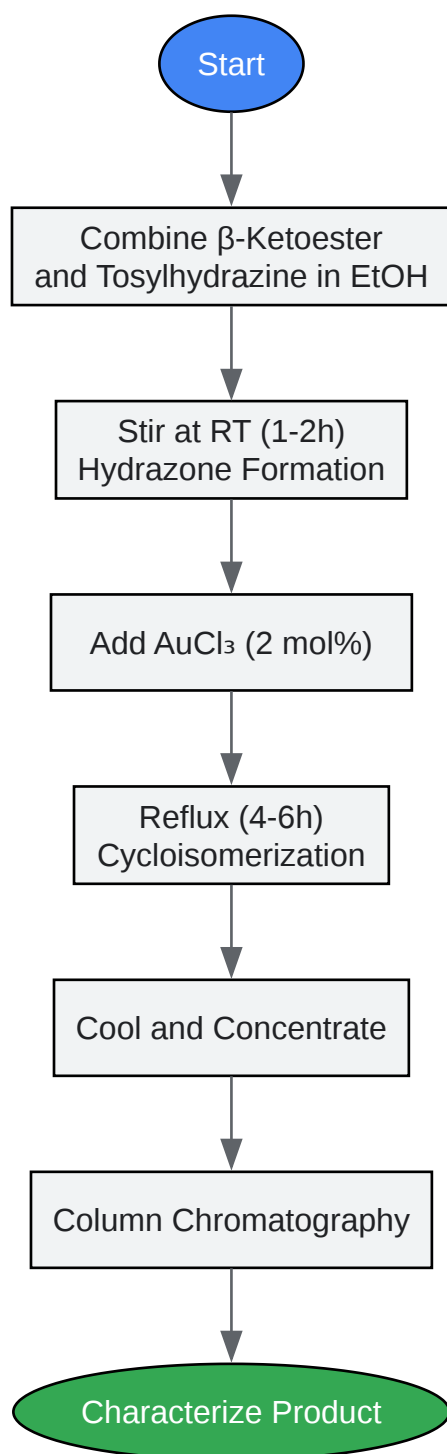 Start
Combine β-Ketoester
and Tosylhydrazine in EtOH
Stir at RT (1-2h)
Hydrazone Formation
Add AuCl₃ (2 mol%)
Reflux (4-6h)
Cycloisomerization
Cool and Concentrate
Column Chromatography
Characterize Product